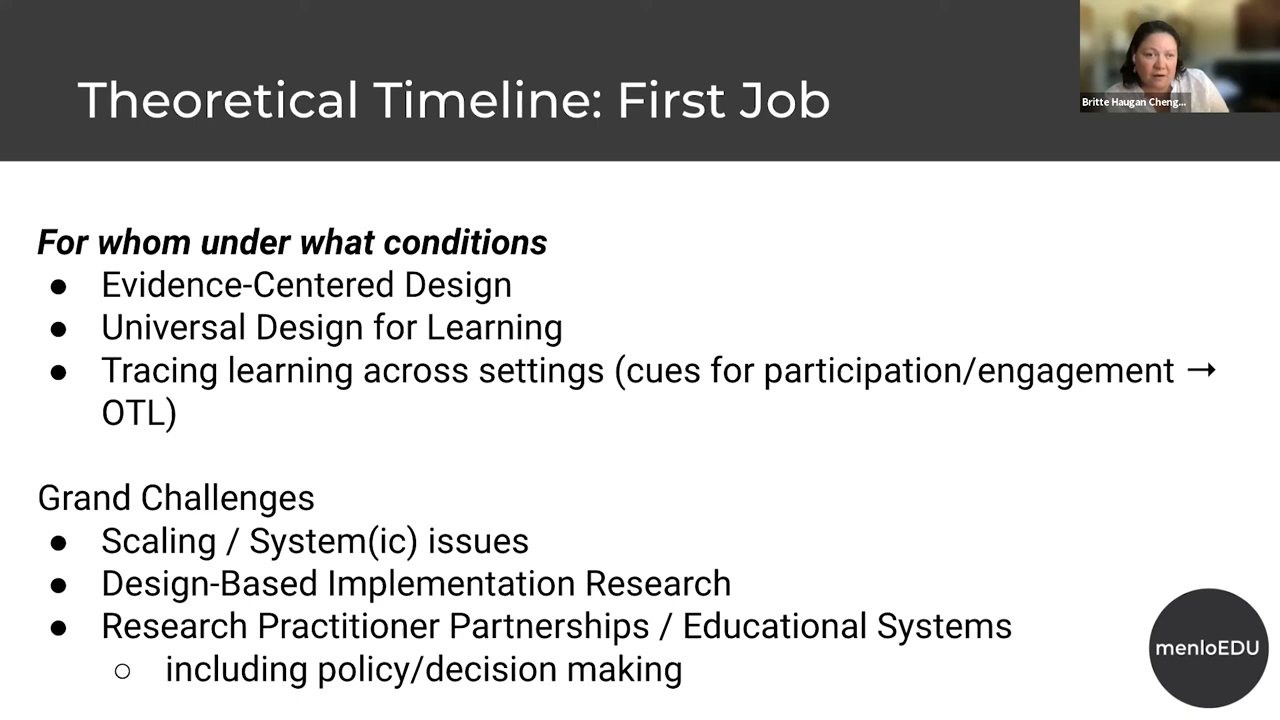 Theoretical Timeline: First Job
Britte Haugan Cheng...
For whom under what conditions
● Evidence-Centered Design
● Universal Design for Learning
● Tracing learning across settings (cues for participation/engagement →
OTL)
Grand Challenges
● Scaling / System(ic) issues
● Design-Based Implementation Research
● Research Practitioner Partnerships / Educational Systems
○ including policy/decision making
menloEDU